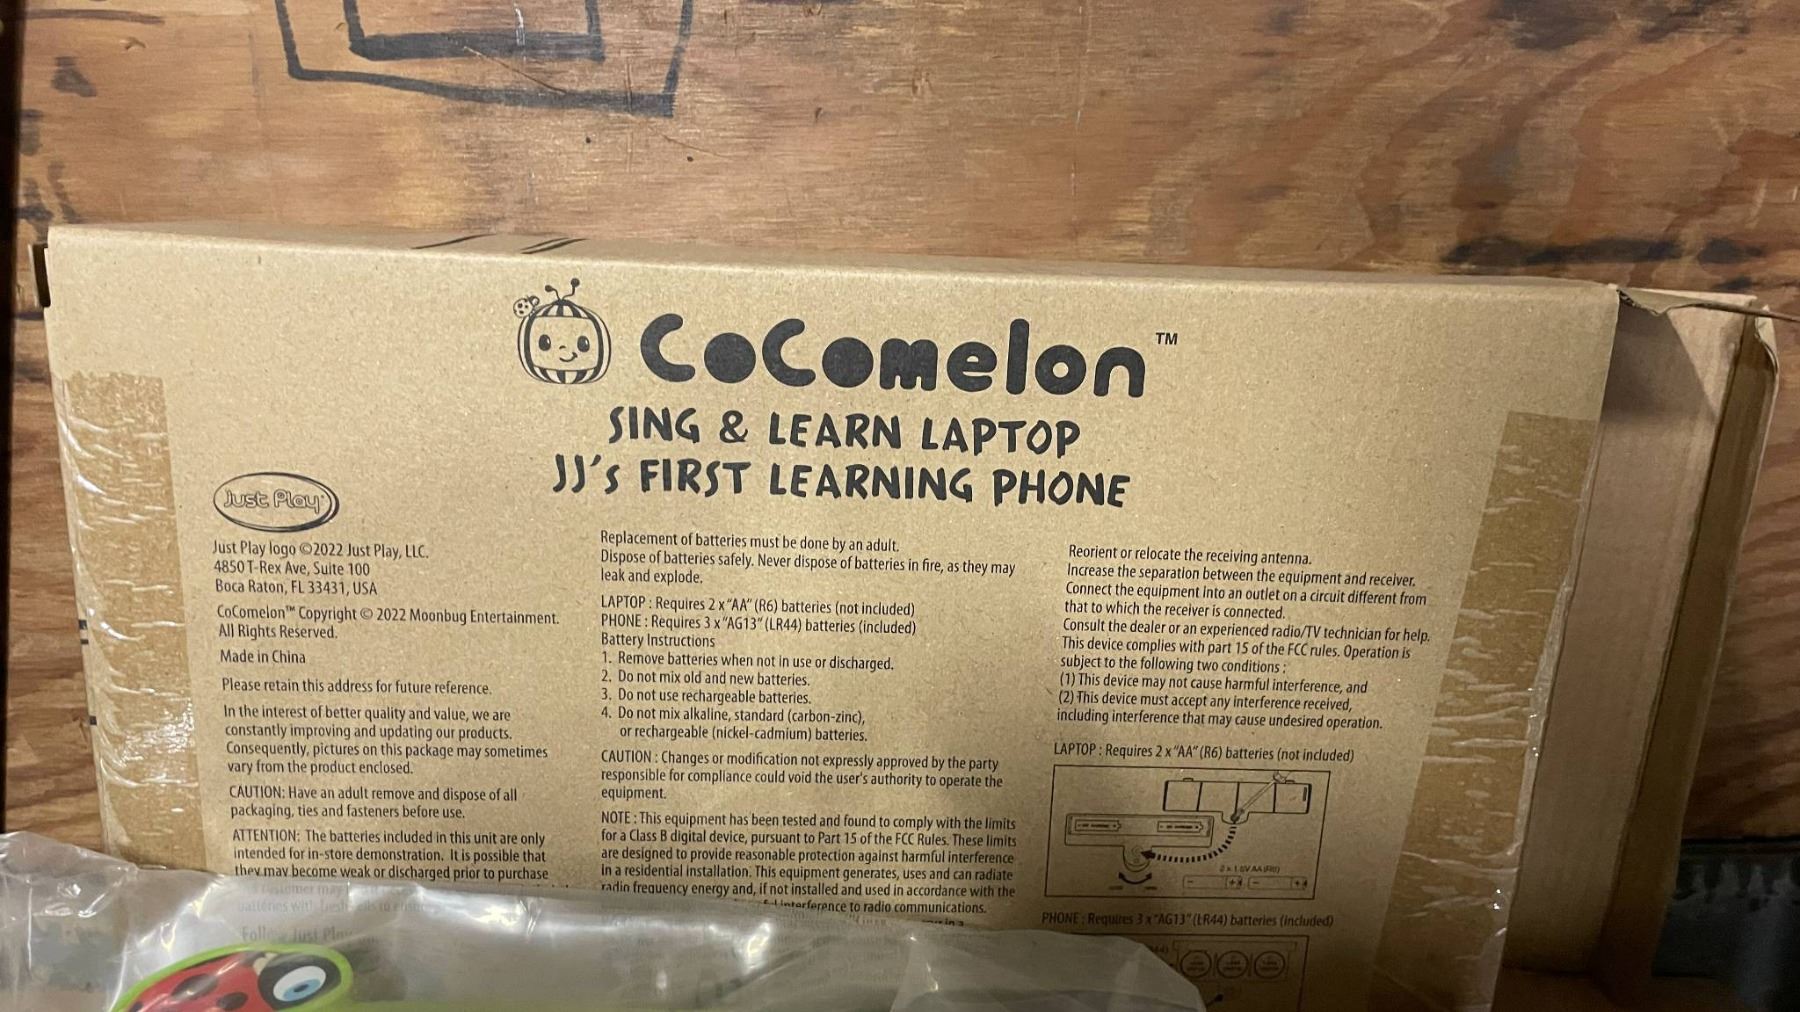 CoComelon™
SING & LEARN LAPTOP
JJ's FIRST LEARNING PHONE
Just Play
Just Play logo ©2022 Just Play, LLC.
4850 T-Rex Ave, Suite 100
Boca Raton, FL 33431, USA
CoComelon™ Copyright © 2022 Moonbug Entertainment.
All Rights Reserved.
Made in China
Please retain this address for future reference.
In the interest of better quality and value, we are
constantly improving and updating our products.
Consequently, pictures on this package may sometimes
vary from the product enclosed.
CAUTION: Have an adult remove and dispose of all
packaging, ties and fasteners before use.
ATTENTION: The batteries included in this unit are only
intended for in-store demonstration. It is possible that
they may become weak or discharged prior to purchase
Follow Just Play
Replacement of batteries must be done by an adult.
Dispose of batteries safely. Never dispose of batteries in fire, as they may
leak and explode.
LAPTOP : Requires 2 x "AA" (R6) batteries (not included)
PHONE : Requires 3 x "AG13" (LR44) batteries (included)
Battery Instructions
1. Remove batteries when not in use or discharged.
2. Do not mix old and new batteries.
3. Do not use rechargeable batteries.
4. Do not mix alkaline, standard (carbon-zinc),
or rechargeable (nickel-cadmium) batteries.
CAUTION : Changes or modification not expressly approved by the party
responsible for compliance could void the user's authority to operate the
equipment.
NOTE : This equipment has been tested and found to comply with the limits
for a Class B digital device, pursuant to Part 15 of the FCC Rules. These limits
are designed to provide reasonable protection against harmful interference
in a residential installation. This equipment generates, uses and can radiate
radio frequency energy and, if not installed and used in accordance with the
interference to radio communications.
Reorient or relocate the receiving antenna.
Increase the separation between the equipment and receiver.
Connect the equipment into an outlet on a circuit different from
that to which the receiver is connected.
Consult the dealer or an experienced radio/TV technician for help.
This device complies with part 15 of the FCC rules. Operation is
subject to the following two conditions :
(1) This device may not cause harmful interference, and
(2) This device must accept any interference received,
including interference that may cause undesired operation.
LAPTOP : Requires 2 x "AA" (R6) batteries (not included)
2 x 1.5V AA (R6)
PHONE : Requires 3 x "AG13" (LR44) batteries (included)